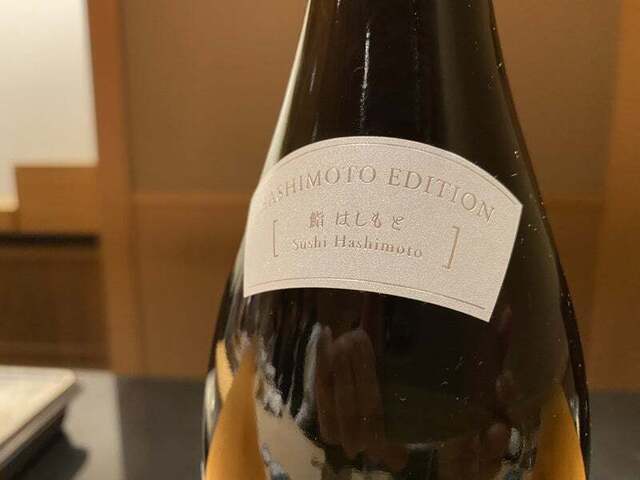 HASHIMOTO EDITION
鮨 はしもと
[ Sushi Hashimoto ]